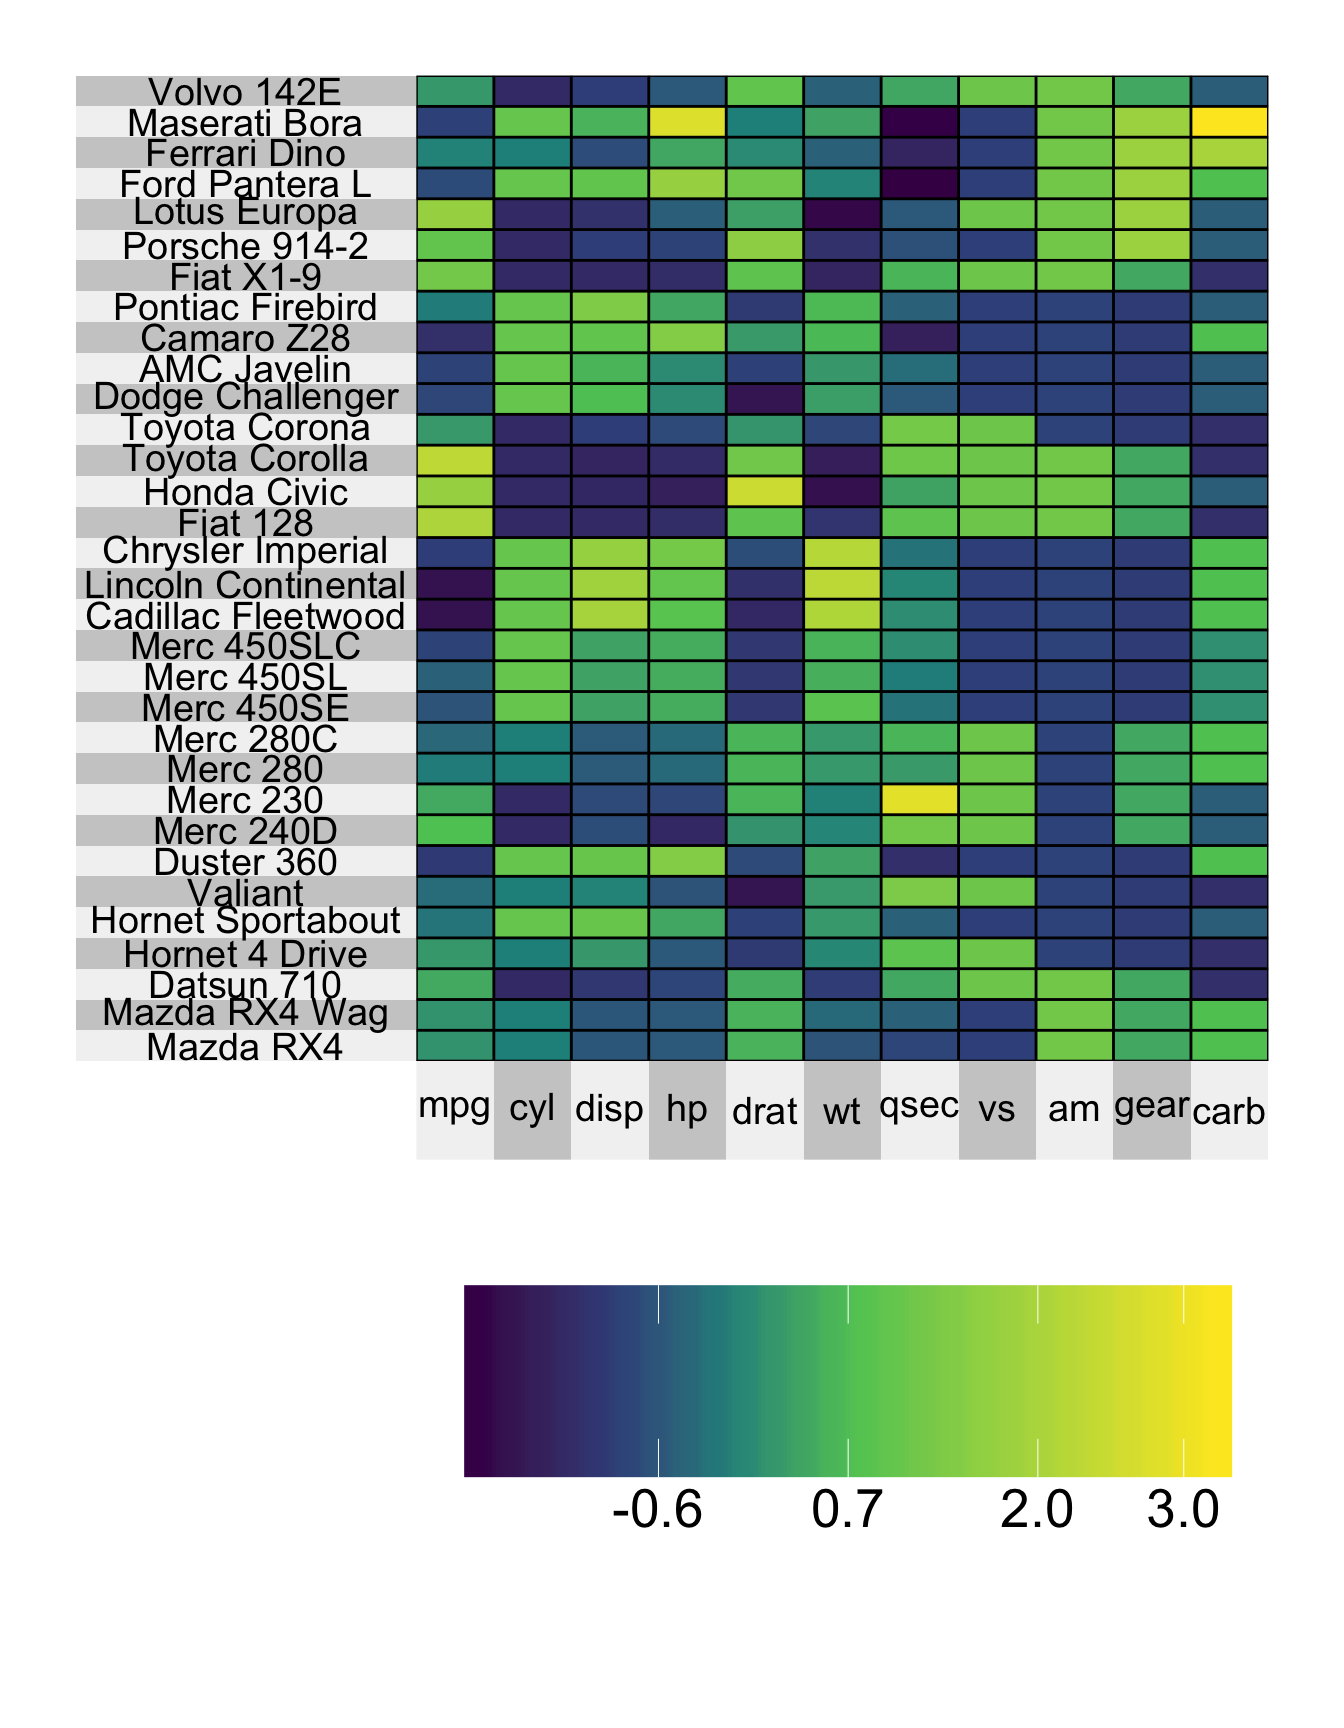 Volvo 142E
Maserati Bora
Ferrari Dino
Ford Pantera L
Lotus Europa
Porsche 914-2
Fiat X1-9
Pontiac Firebird
Camaro Z28
AMC Javelin
Dodge Challenger
Toyota Corona
Toyota Corolla
Honda Civic
Fiat 128
Chrysler Imperial
Lincoln Continental
Cadillac Fleetwood
Merc 450SLC
Merc 450SL
Merc 450SE
Merc 280C
Merc 280
Merc 230
Merc 240D
Duster 360
Valiant
Hornet Sportabout
Hornet 4 Drive
Datsun 710
Mazda RX4 Wag
Mazda RX4
mpg cyl disp hp drat wt qsec vs am gear carb
-0.6 0.7 2.0 3.0